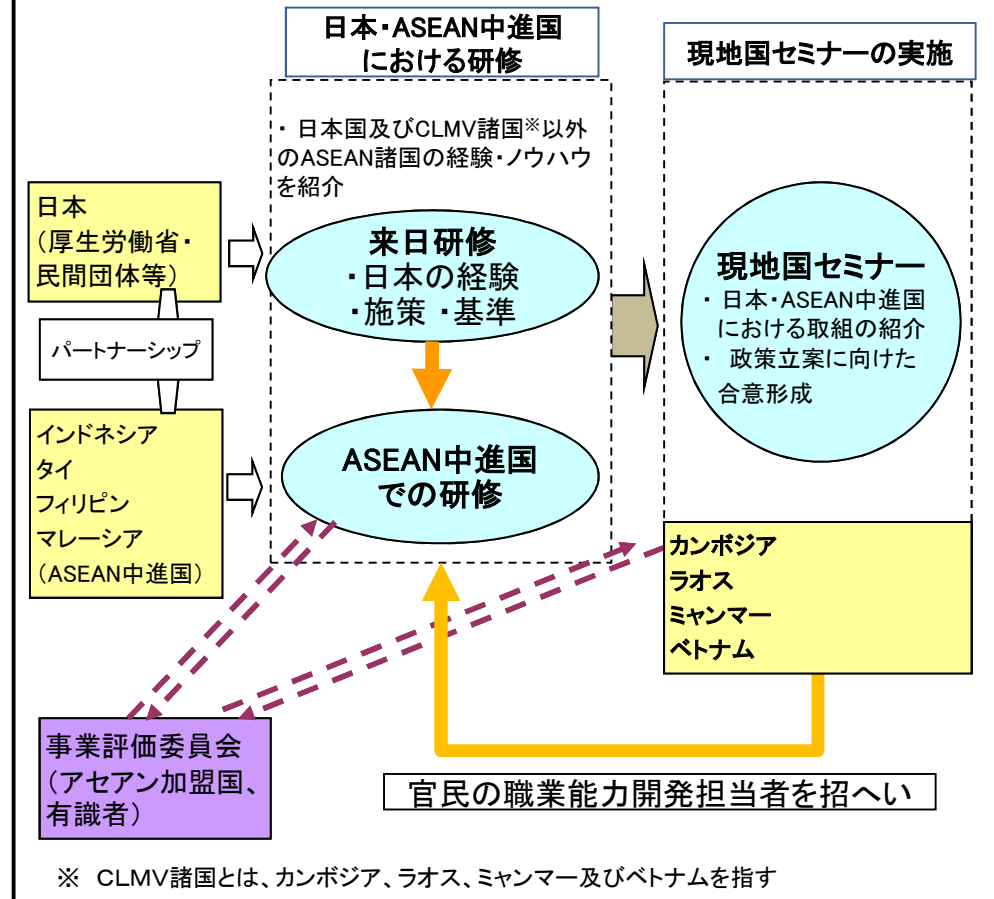 日本・ASEAN中進国
における研修
現地国セミナーの実施
・ 日本国及びCLMV諸国※以外
のASEAN諸国の経験・ノウハウ
を紹介
日本
(厚生労働省・
民間団体等)
来日研修
・日本の経験
・施策 ・基準
現地国セミナー
・ 日本・ASEAN中進国
における取組の紹介
・ 政策立案に向けた
合意形成
パートナーシップ
インドネシア
タイ
フィリピン
マレーシア
(ASEAN中進国)
ASEAN中進国
での研修
カンボジア
ラオス
ミャンマー
ベトナム
事業評価委員会
(アセアン加盟国、
有識者)
官民の職業能力開発担当者を招へい
※ CLMV諸国とは、カンボジア、ラオス、ミャンマー及びベトナムを指す